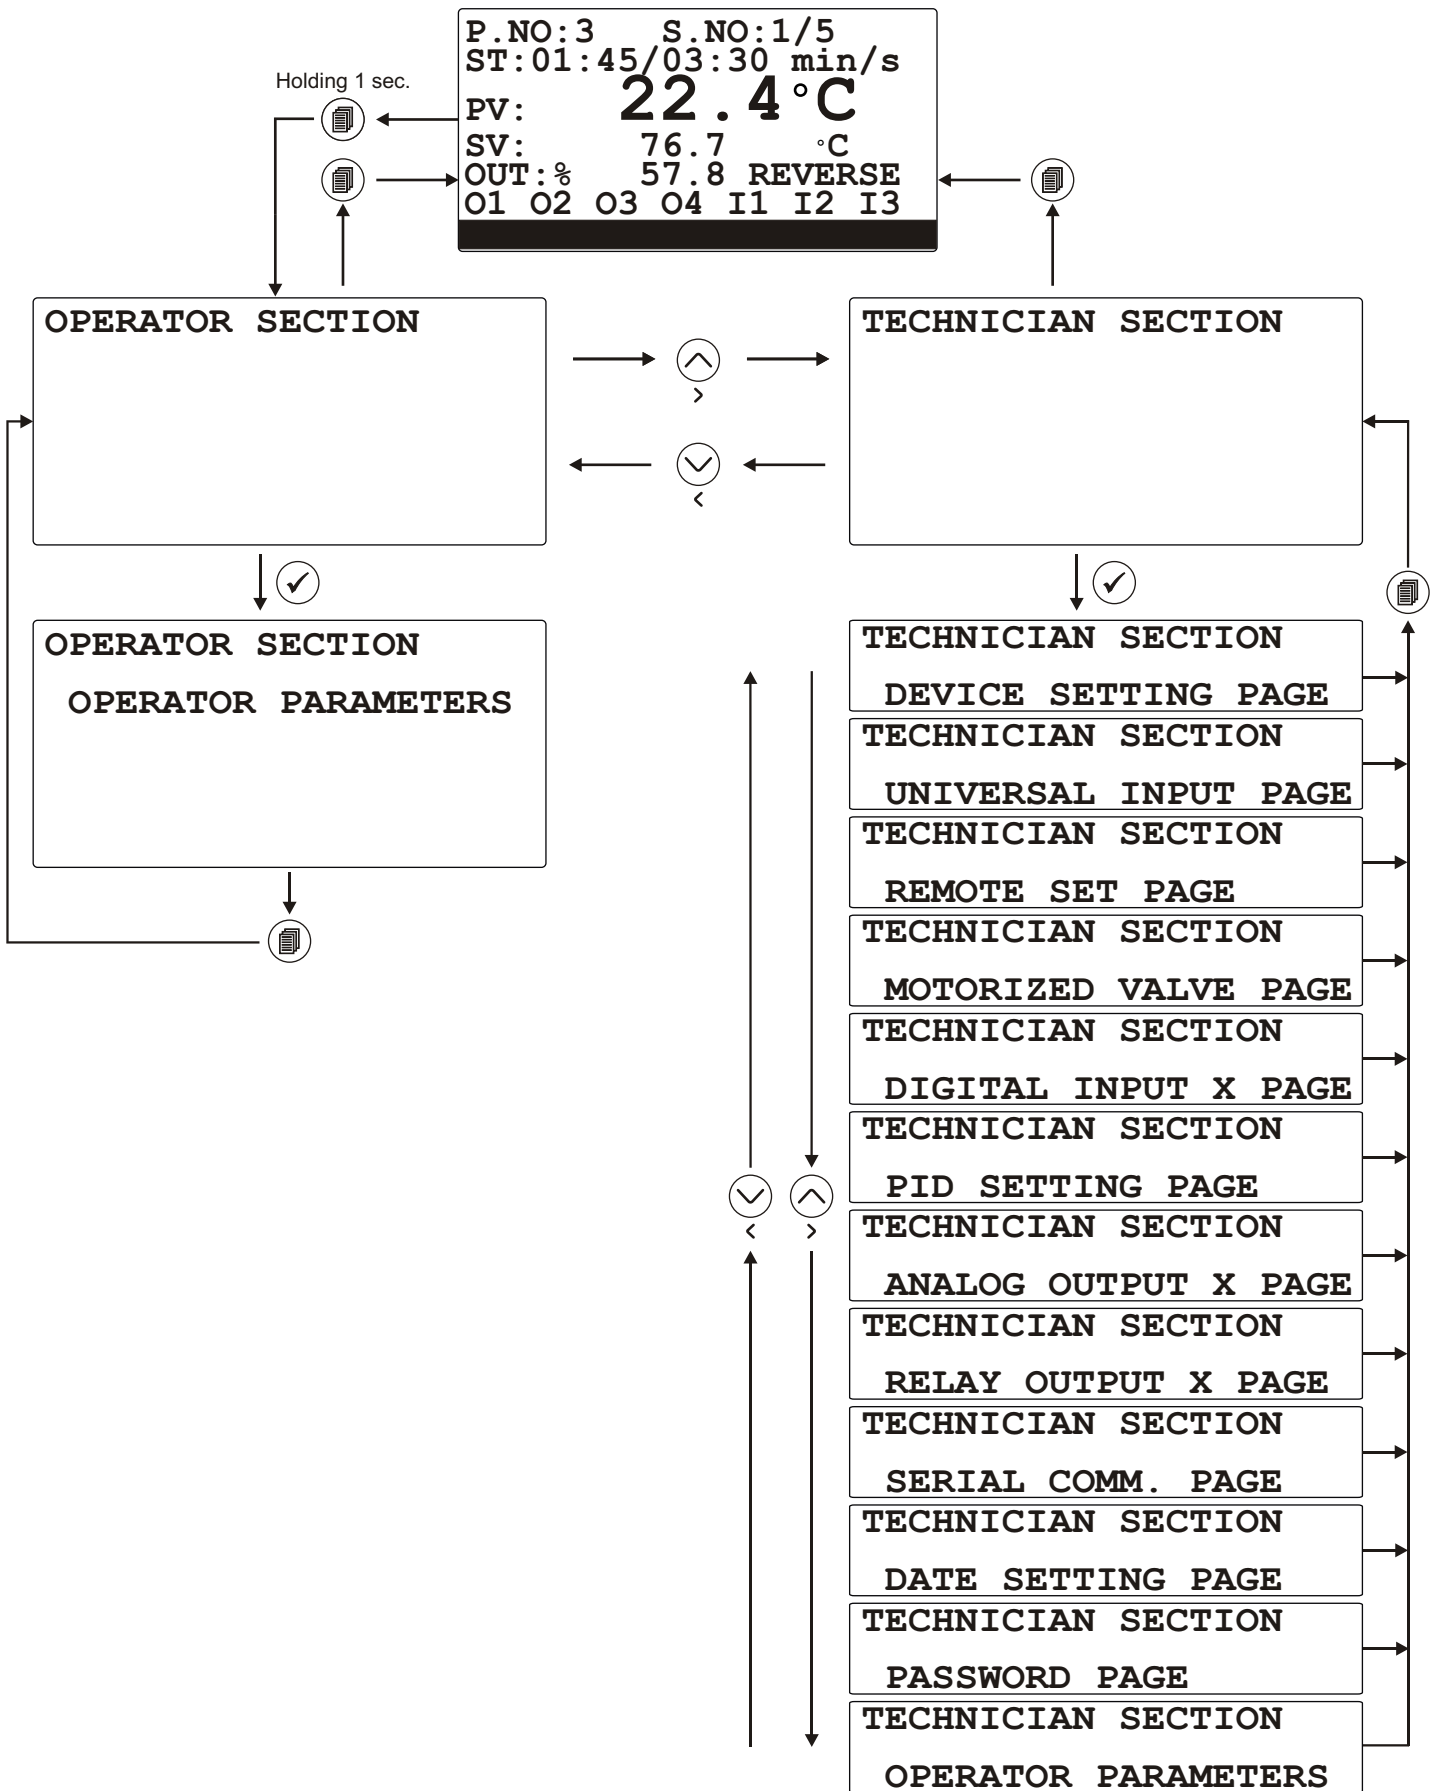 P.NO:3 S.NO:1/5
ST:01:45/03:30 min/s
PV: 22.4°C
SV: 76.7 °C
OUT:% 57.8 REVERSE
O1 O2 O3 O4 I1 I2 I3
Holding 1 sec.
OPERATOR SECTION
TECHNICIAN SECTION
>
<
OPERATOR SECTION
OPERATOR PARAMETERS
TECHNICIAN SECTION
DEVICE SETTING PAGE
TECHNICIAN SECTION
UNIVERSAL INPUT PAGE
TECHNICIAN SECTION
REMOTE SET PAGE
TECHNICIAN SECTION
MOTORIZED VALVE PAGE
TECHNICIAN SECTION
DIGITAL INPUT X PAGE
TECHNICIAN SECTION
PID SETTING PAGE
< >
TECHNICIAN SECTION
ANALOG OUTPUT X PAGE
TECHNICIAN SECTION
RELAY OUTPUT X PAGE
TECHNICIAN SECTION
SERIAL COMM. PAGE
TECHNICIAN SECTION
DATE SETTING PAGE
TECHNICIAN SECTION
PASSWORD PAGE
TECHNICIAN SECTION
OPERATOR PARAMETERS